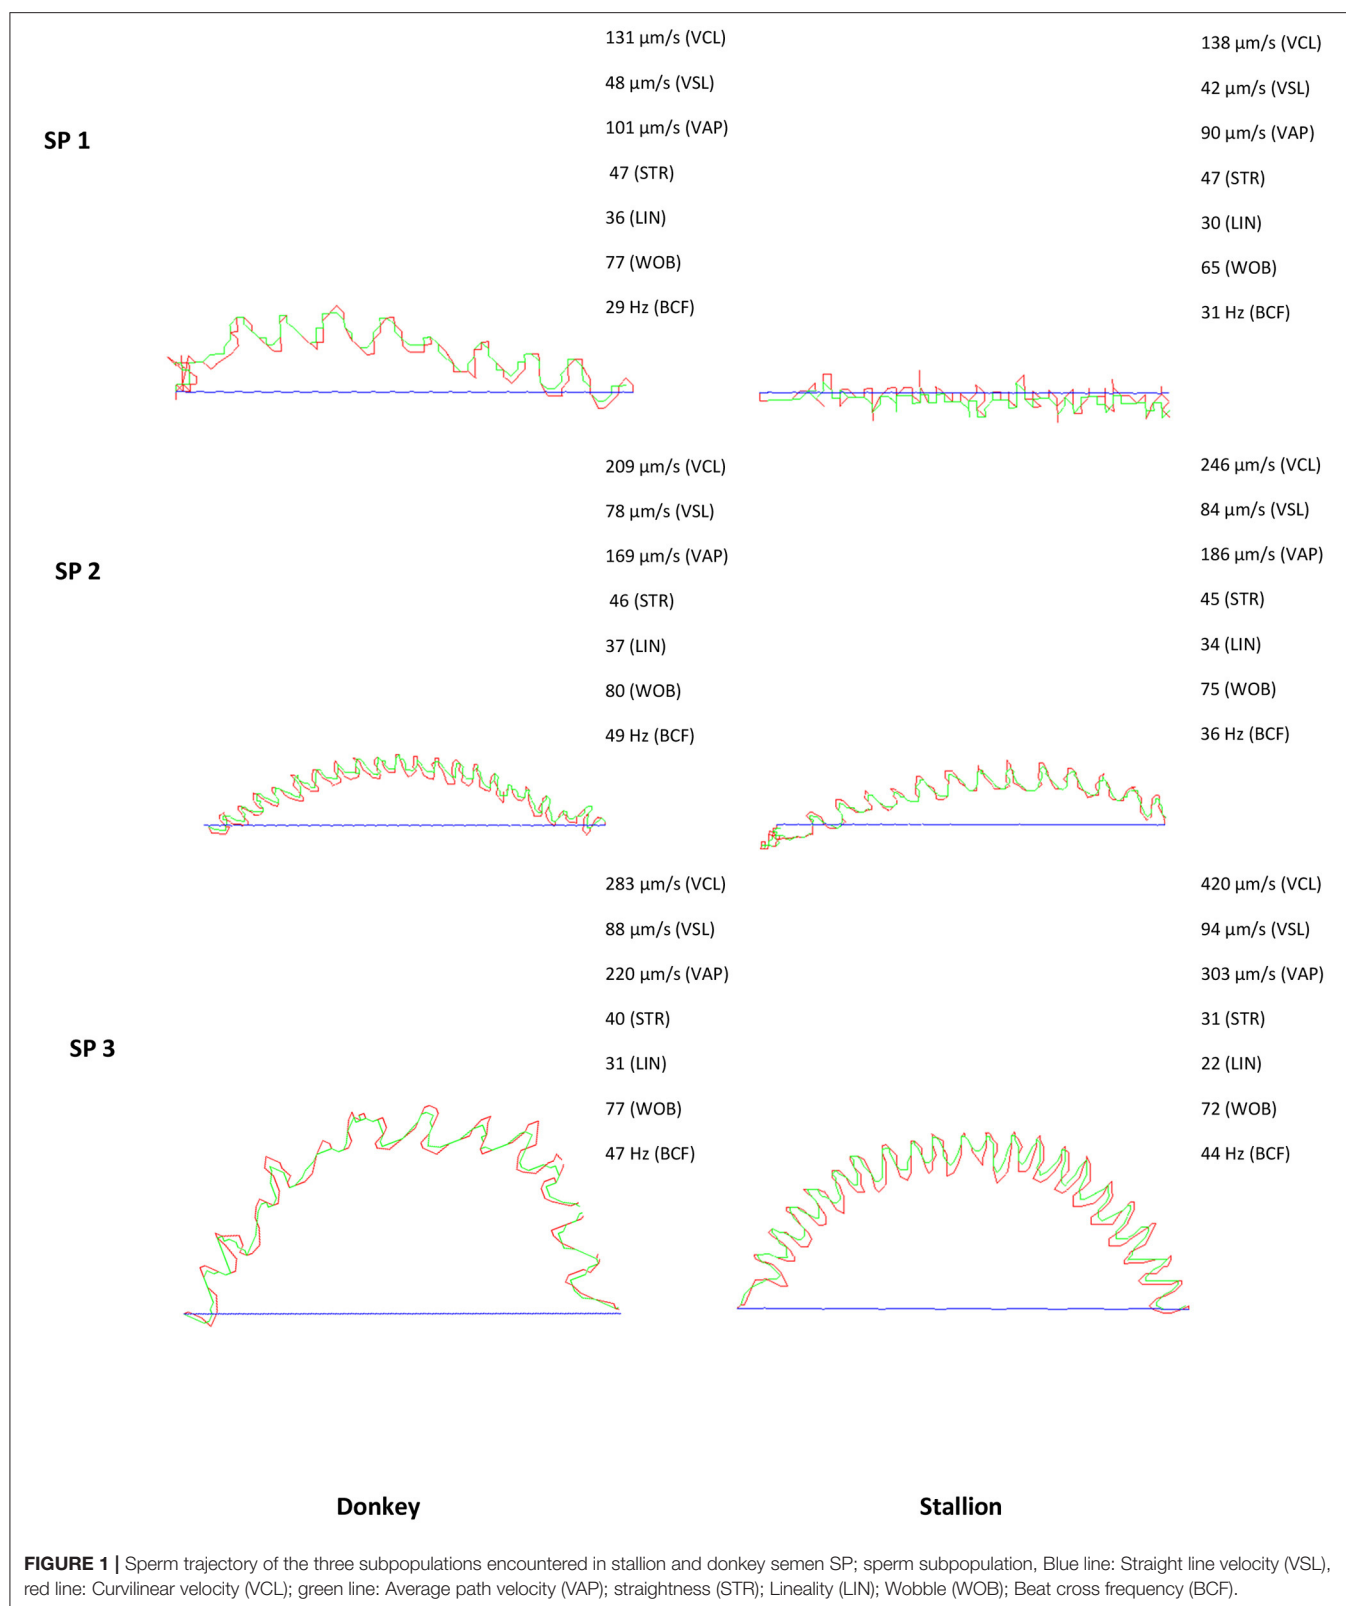 SP 1
131 µm/s (VCL)
48 µm/s (VSL)
101 µm/s (VAP)
47 (STR)
36 (LIN)
77 (WOB)
29 Hz (BCF)
138 µm/s (VCL)
42 µm/s (VSL)
90 µm/s (VAP)
47 (STR)
30 (LIN)
65 (WOB)
31 Hz (BCF)
SP 2
209 µm/s (VCL)
78 µm/s (VSL)
169 µm/s (VAP)
46 (STR)
37 (LIN)
80 (WOB)
49 Hz (BCF)
246 µm/s (VCL)
84 µm/s (VSL)
186 µm/s (VAP)
45 (STR)
34 (LIN)
75 (WOB)
36 Hz (BCF)
SP 3
283 µm/s (VCL)
88 µm/s (VSL)
220 µm/s (VAP)
40 (STR)
31 (LIN)
77 (WOB)
47 Hz (BCF)
420 µm/s (VCL)
94 µm/s (VSL)
303 µm/s (VAP)
31 (STR)
22 (LIN)
72 (WOB)
44 Hz (BCF)
Donkey
Stallion
FIGURE 1 | Sperm trajectory of the three subpopulations encountered in stallion and donkey semen SP; sperm subpopulation, Blue line: Straight line velocity (VSL),
red line: Curvilinear velocity (VCL); green line: Average path velocity (VAP); straightness (STR); Lineality (LIN); Wobble (WOB); Beat cross frequency (BCF).